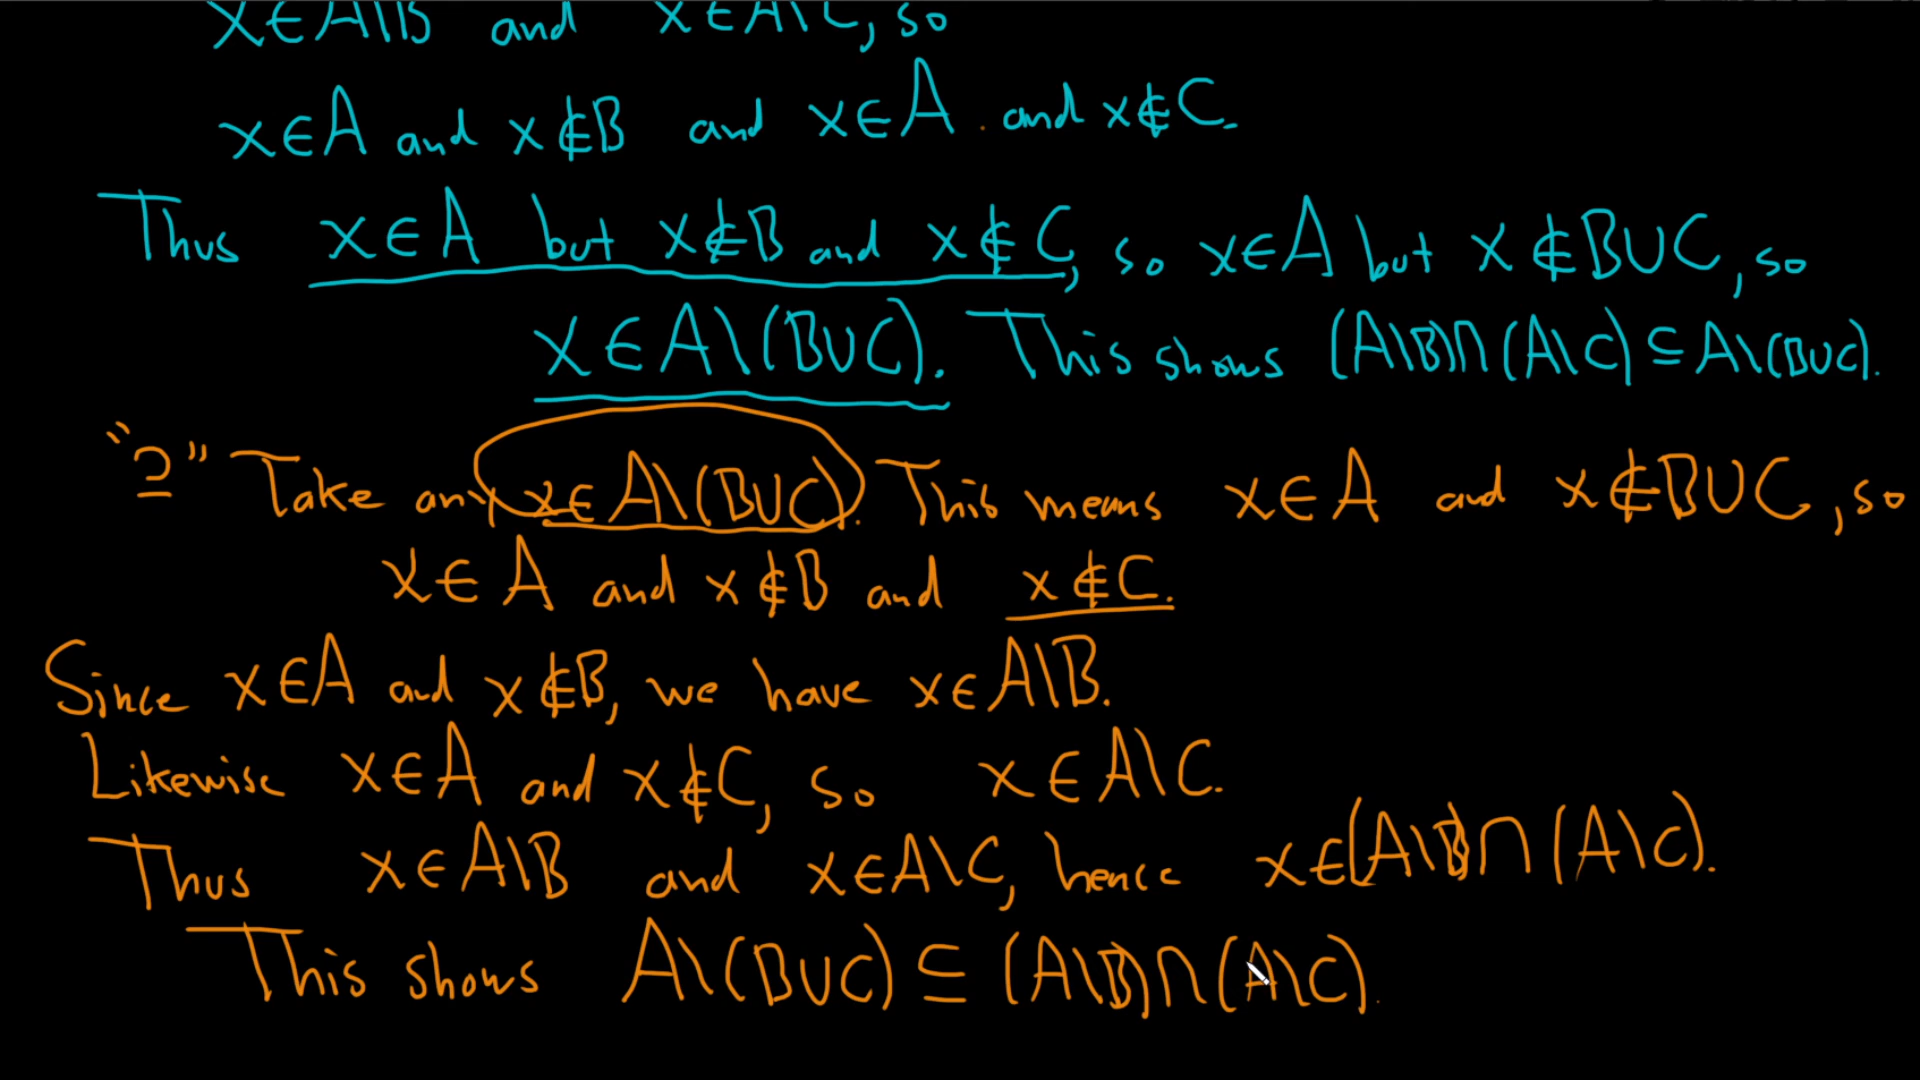 x∈A\B and x∈A\C, so
x∈A and x∉B and x∈A and x∉C.
Thus x∈A but x∉B and x∉C, so x∈A but x∉B∪C, so
x∈A\(B∪C). This shows (A\B)∩(A\C)⊆A\(B∪C).
"⊇" Take any x∈A\(B∪C). This means x∈A and x∉B∪C, so
x∈A and x∉B and x∉C.
Since x∈A and x∉B, we have x∈A\B.
Likewise x∈A and x∉C, so x∈A\C.
Thus x∈A\B and x∈A\C, hence x∈(A\B)∩(A\C).
This shows A\(B∪C)⊆(A\B)∩(A\C).